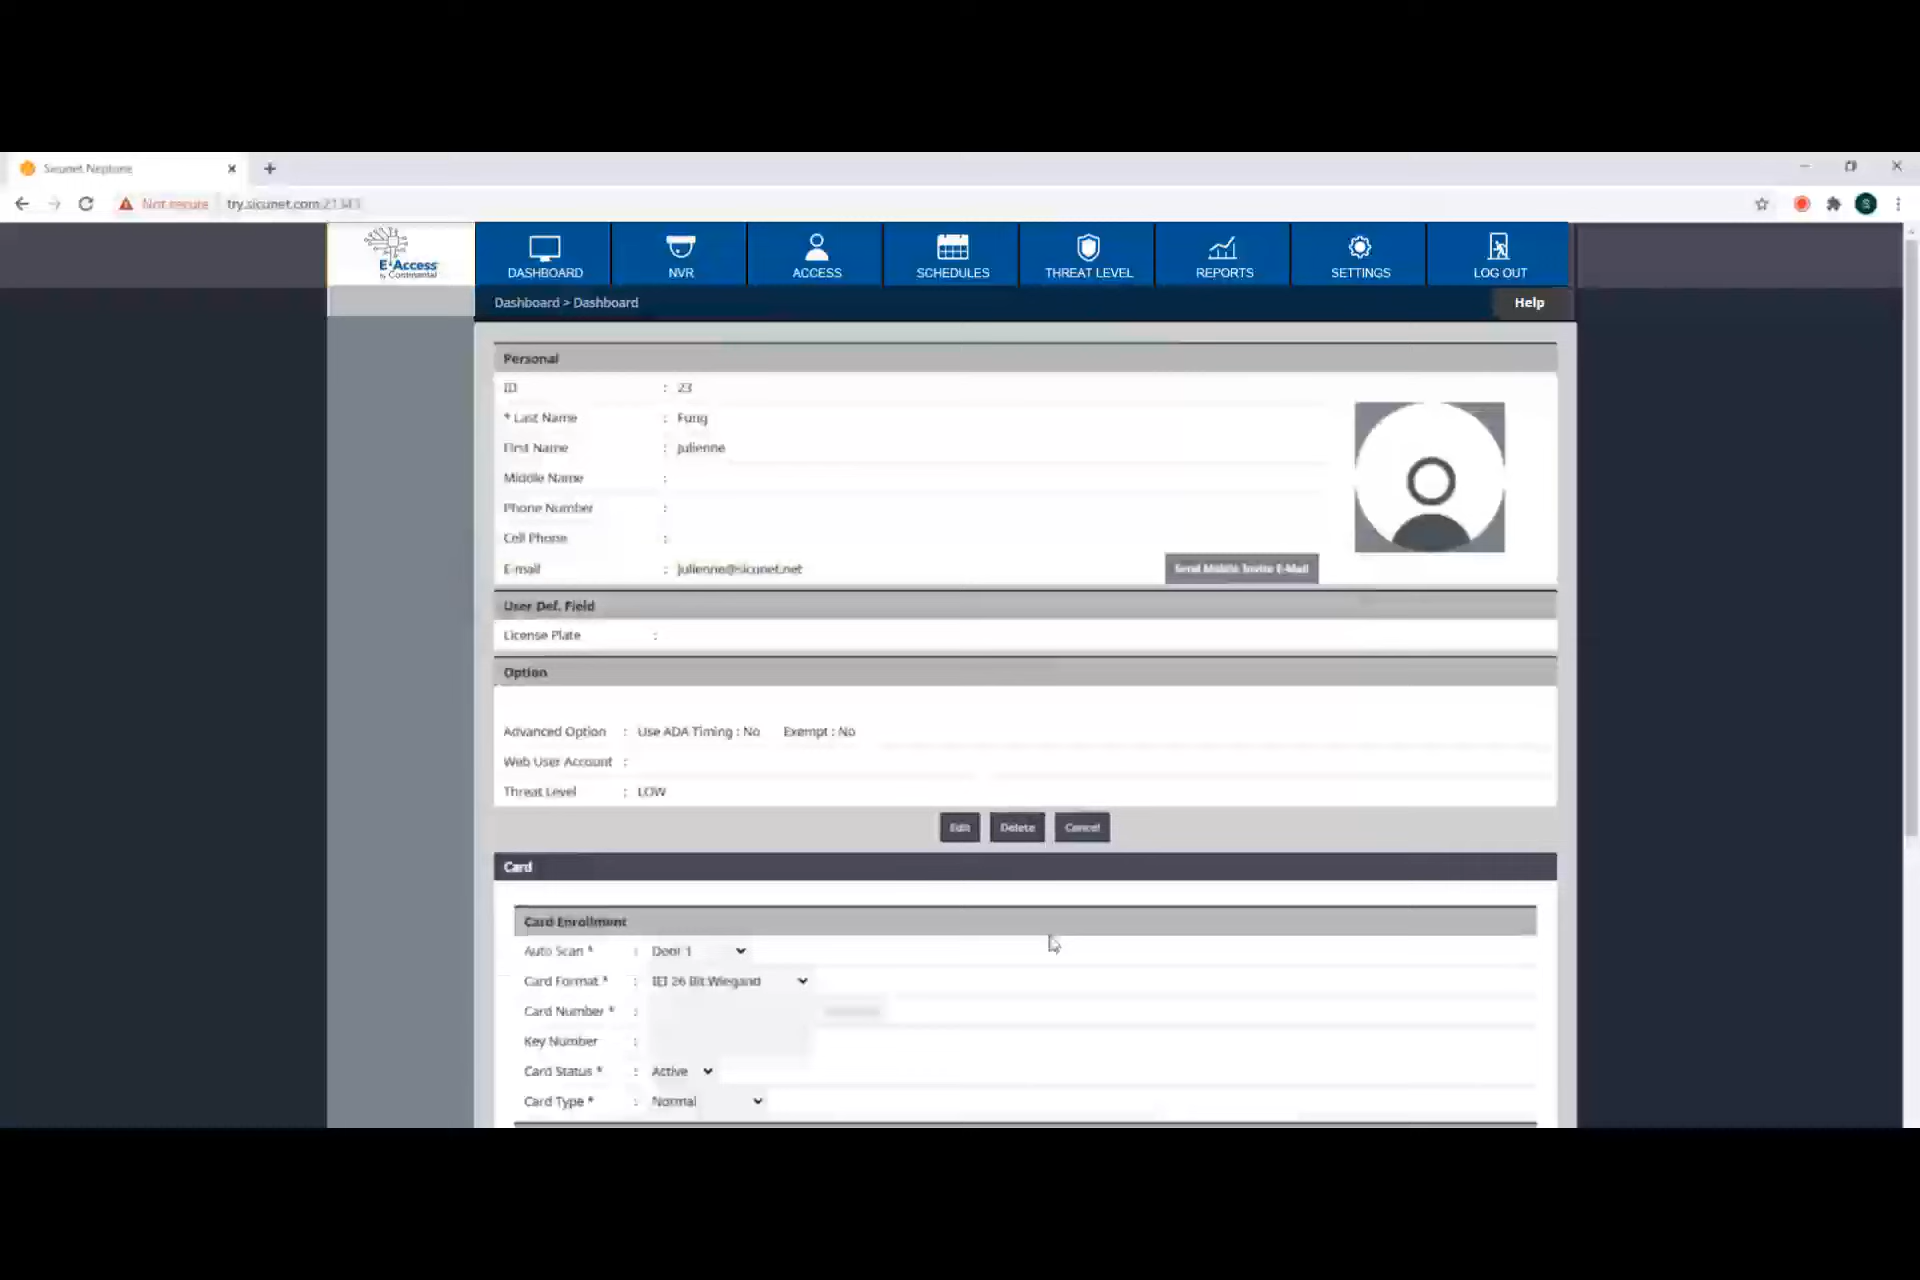 Sicunet Neptune
Not secure try.sicunet.com:21343
E-Access
by Continental
DASHBOARD NVR ACCESS SCHEDULES THREAT LEVEL REPORTS SETTINGS LOG OUT
Dashboard > Dashboard Help
Personal
ID : 23
* Last Name : Fung
First Name : Julienne
Middle Name :
Phone Number :
Cell Phone :
E-mail : julienne@sicunet.net Send Mobile Invite E-Mail
User Def. Field
License Plate :
Option
Advanced Option : Use ADA Timing : No Exempt : No
Web User Account :
Threat Level : LOW
Edit Delete Cancel
Card
Card Enrollment
Auto Scan * : Door 1
Card Format * : IEI 26 Bit Wiegand
Card Number * :
Key Number :
Card Status * : Active
Card Type * : Normal